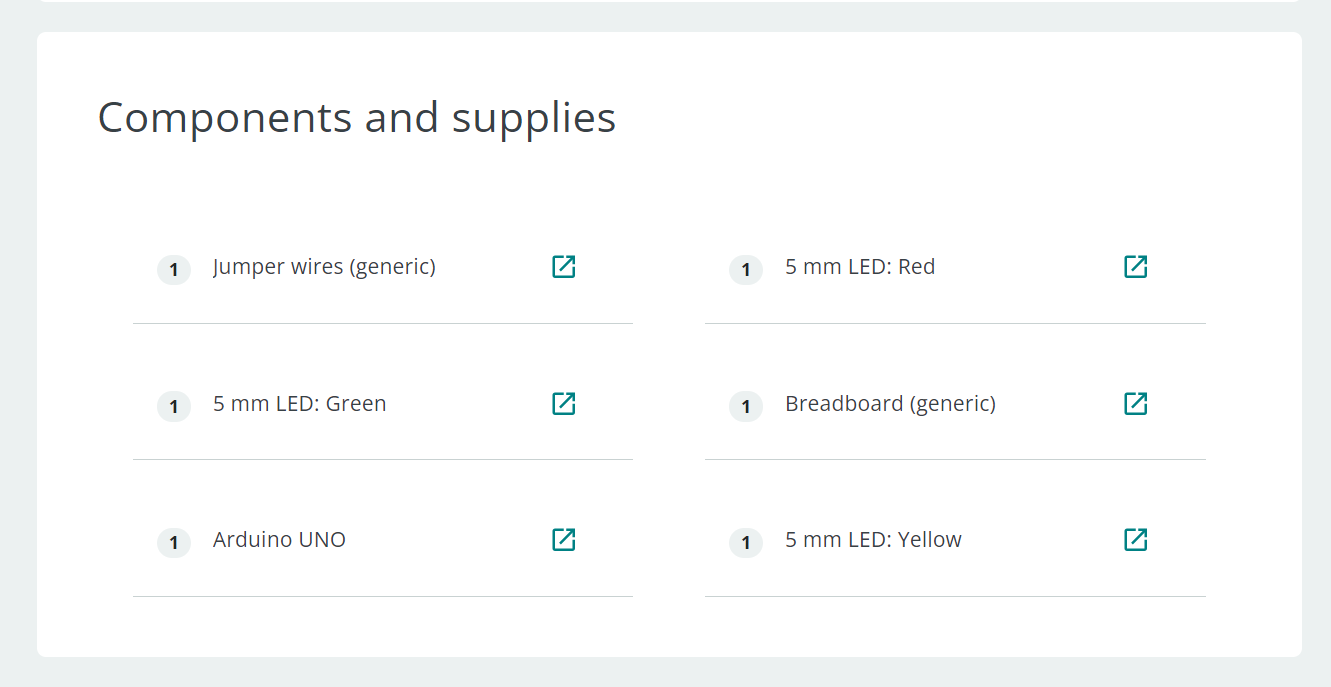 Components and supplies
1 Jumper wires (generic)
1 5 mm LED: Red
1 5 mm LED: Green
1 Breadboard (generic)
1 Arduino UNO
1 5 mm LED: Yellow